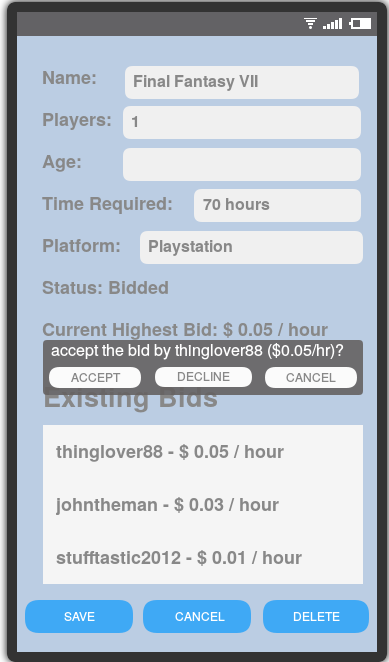 Name: Final Fantasy VII
Players: 1
Age:
Time Required: 70 hours
Platform: Playstation
Status: Bidded
Current Highest Bid: $ 0.05 / hour
accept the bid by thinglover88 ($0.05/hr)?
ACCEPT DECLINE CANCEL
Existing Bids
thinglover88 - $ 0.05 / hour
johntheman - $ 0.03 / hour
stufftastic2012 - $ 0.01 / hour
SAVE CANCEL DELETE